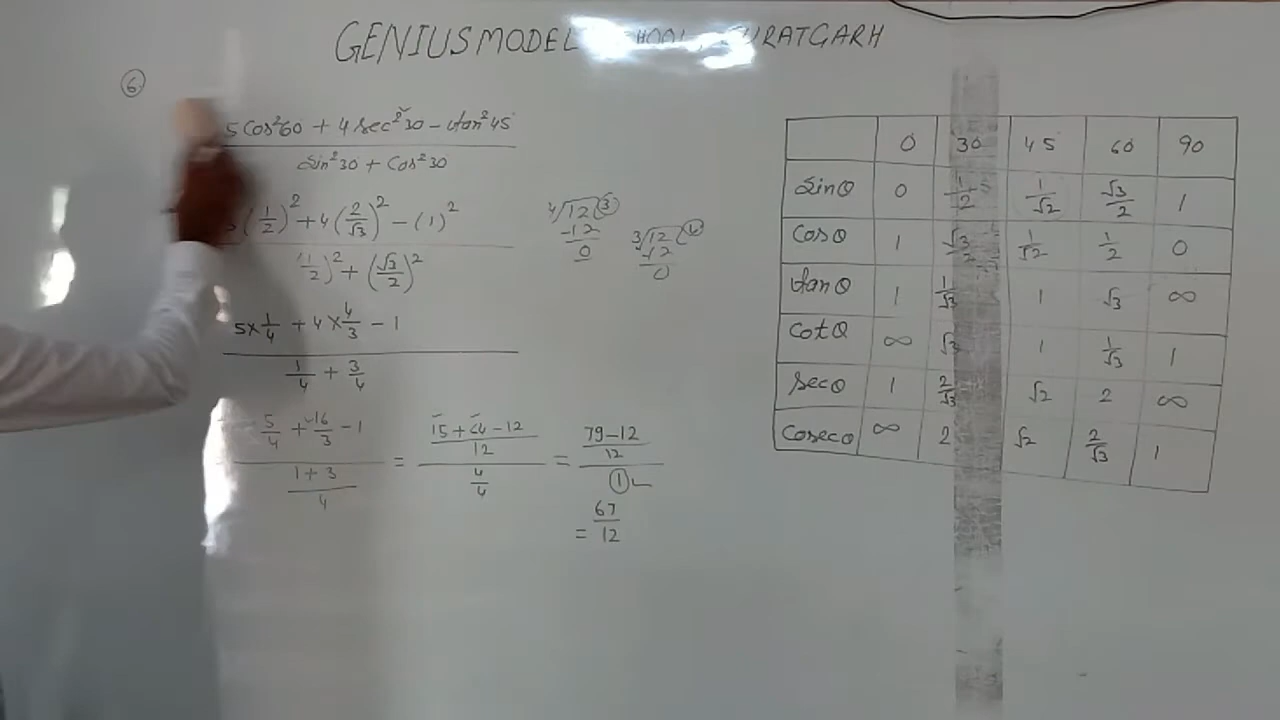 GENIUS MODEL SCHOOL, SURATGARH
⑥
5 Cos²60 + 4 sec²30 - tan²45
Sin²30 + Cos²30
(1/2)² + 4(2/√3)² - (1)²
1/2)² + (√3/2)²
5×1/4 + 4×4/3 - 1
1/4 + 3/4
5/4 + 16/3 - 1
1+3
4
= 15+64-12
12
4/4
= 79-12
12
①
= 67/12
4√12(3
-12
0
3√12(4
12
0
0 30 45 60 90
Sinθ 0 1/2 1/√2 √3/2 1
Cosθ 1 √3/2 1/√2 1/2 0
tanθ 1 1/√3 1 √3 ∞
Cotθ ∞ √3 1 1/√3 1
Secθ 1 2/√3 √2 2 ∞
Cosecθ ∞ 2 √2 2/√3 1